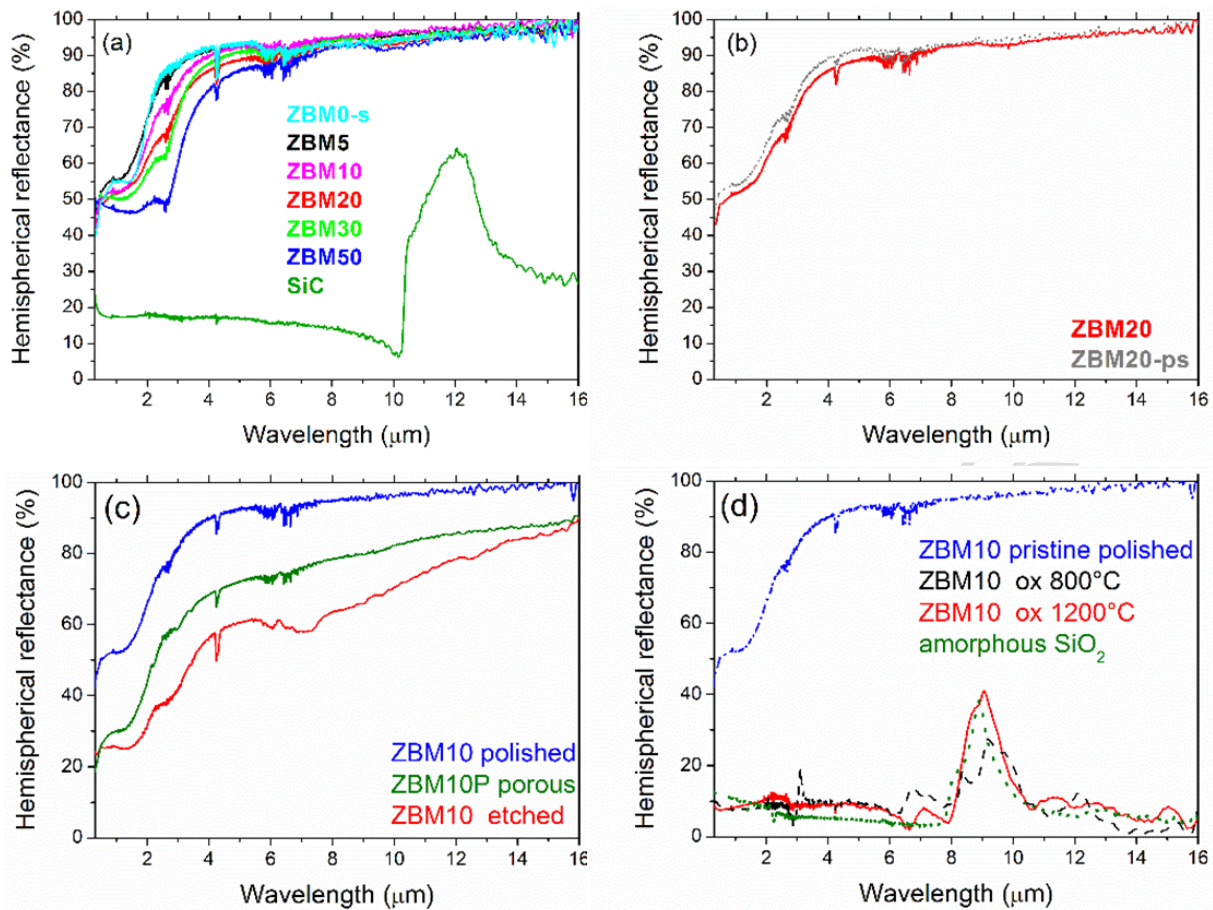 (a)
Hemispherical reflectance (%)
100
90
80
70
60
50
40
30
20
10
0
ZBM0-s
ZBM5
ZBM10
ZBM20
ZBM30
ZBM50
SiC
2 4 6 8 10 12 14 16
Wavelength (μm)
(b)
Hemispherical reflectance (%)
100
90
80
70
60
50
40
30
20
10
0
ZBM20
ZBM20-ps
2 4 6 8 10 12 14 16
Wavelength (μm)
(c)
Hemispherical reflectance (%)
100
80
60
40
20
0
ZBM10 polished
ZBM10P porous
ZBM10 etched
2 4 6 8 10 12 14 16
Wavelength (μm)
(d)
Hemispherical reflectance (%)
100
80
60
40
20
0
ZBM10 pristine polished
ZBM10 ox 800°C
ZBM10 ox 1200°C
amorphous SiO₂
2 4 6 8 10 12 14 16
Wavelength (μm)